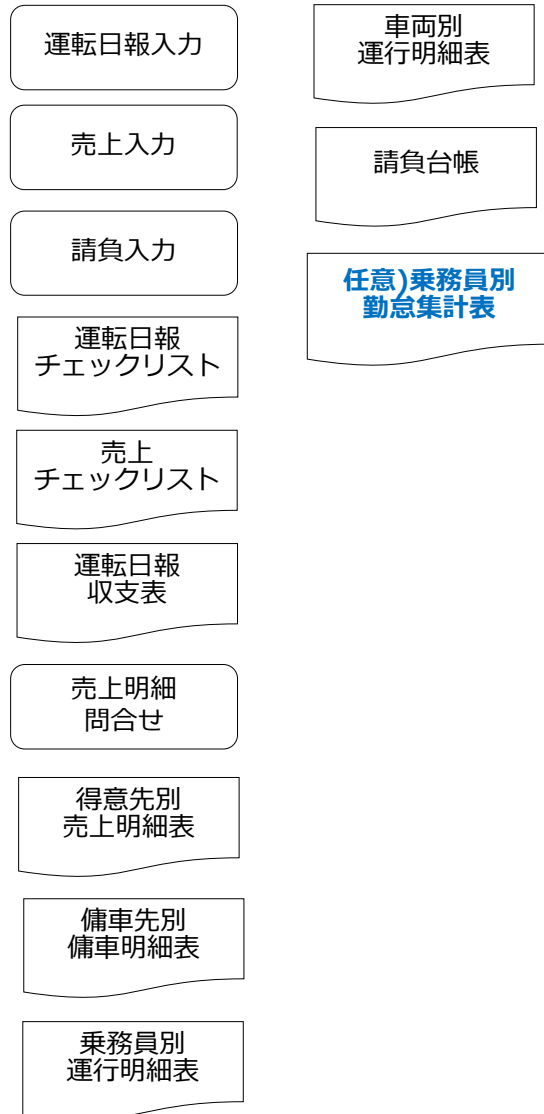 運転日報入力
売上入力
請負入力
運転日報
チェックリスト
売上
チェックリスト
運転日報
収支表
売上明細
問合せ
得意先別
売上明細表
傭車先別
傭車明細表
乗務員別
運行明細表
車両別
運行明細表
請負台帳
任意)乗務員別
勤怠集計表